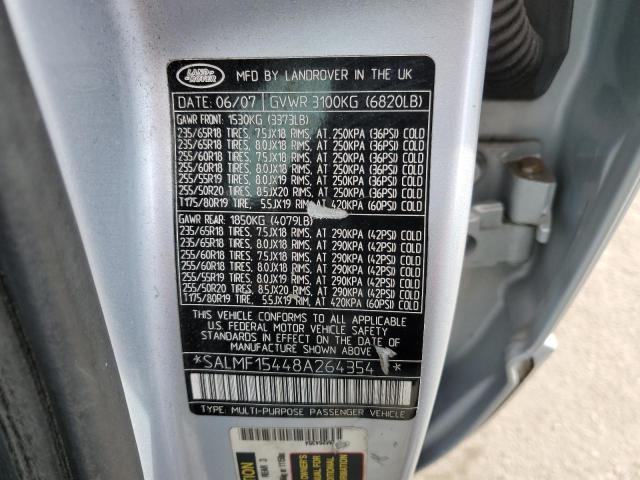 LAND ROVER
MFD BY LANDROVER IN THE UK
DATE: 06/07 GVWR 3100KG (6820LB)
GAWR FRONT: 1530KG (3373LB)
235/65R18 TIRES, 7.5JX18 RIMS, AT 250KPA (36PSI) COLD
235/65R18 TIRES, 8.0JX18 RIMS, AT 250KPA (36PSI) COLD
255/60R18 TIRES, 7.5JX18 RIMS, AT 250KPA (36PSI) COLD
255/60R18 TIRES, 8.0JX18 RIMS, AT 250KPA (36PSI) COLD
255/55R19 TIRES, 8.0JX19 RIMS, AT 250KPA (36PSI) COLD
255/50R20 TIRES, 8.5JX20 RIMS, AT 250KPA (36PSI) COLD
T175/80R19 TIRE, 5.5JX19 RIM, AT 420KPA (60PSI) COLD
GAWR REAR: 1850KG (4079LB)
235/65R18 TIRES, 7.5JX18 RIMS, AT 290KPA (42PSI) COLD
235/65R18 TIRES, 8.0JX18 RIMS, AT 290KPA (42PSI) COLD
255/60R18 TIRES, 7.5JX18 RIMS, AT 290KPA (42PSI) COLD
255/60R18 TIRES, 8.0JX18 RIMS, AT 290KPA (42PSI) COLD
255/55R19 TIRES, 8.0JX19 RIMS, AT 290KPA (42PSI) COLD
255/50R20 TIRES, 8.5JX20 RIMS, AT 290KPA (42PSI) COLD
T175/80R19 TIRE, 5.5JX19 RIM, AT 420KPA (60PSI) COLD
THIS VEHICLE CONFORMS TO ALL APPLICABLE
U.S. FEDERAL MOTOR VEHICLE SAFETY
STANDARDS IN EFFECT ON THE DATE OF
MANUFACTURE SHOWN ABOVE
*SALMF15448A264354*
TYPE: MULTI-PURPOSE PASSENGER VEHICLE
REAR 3
OWNER'S
MANUAL FOR